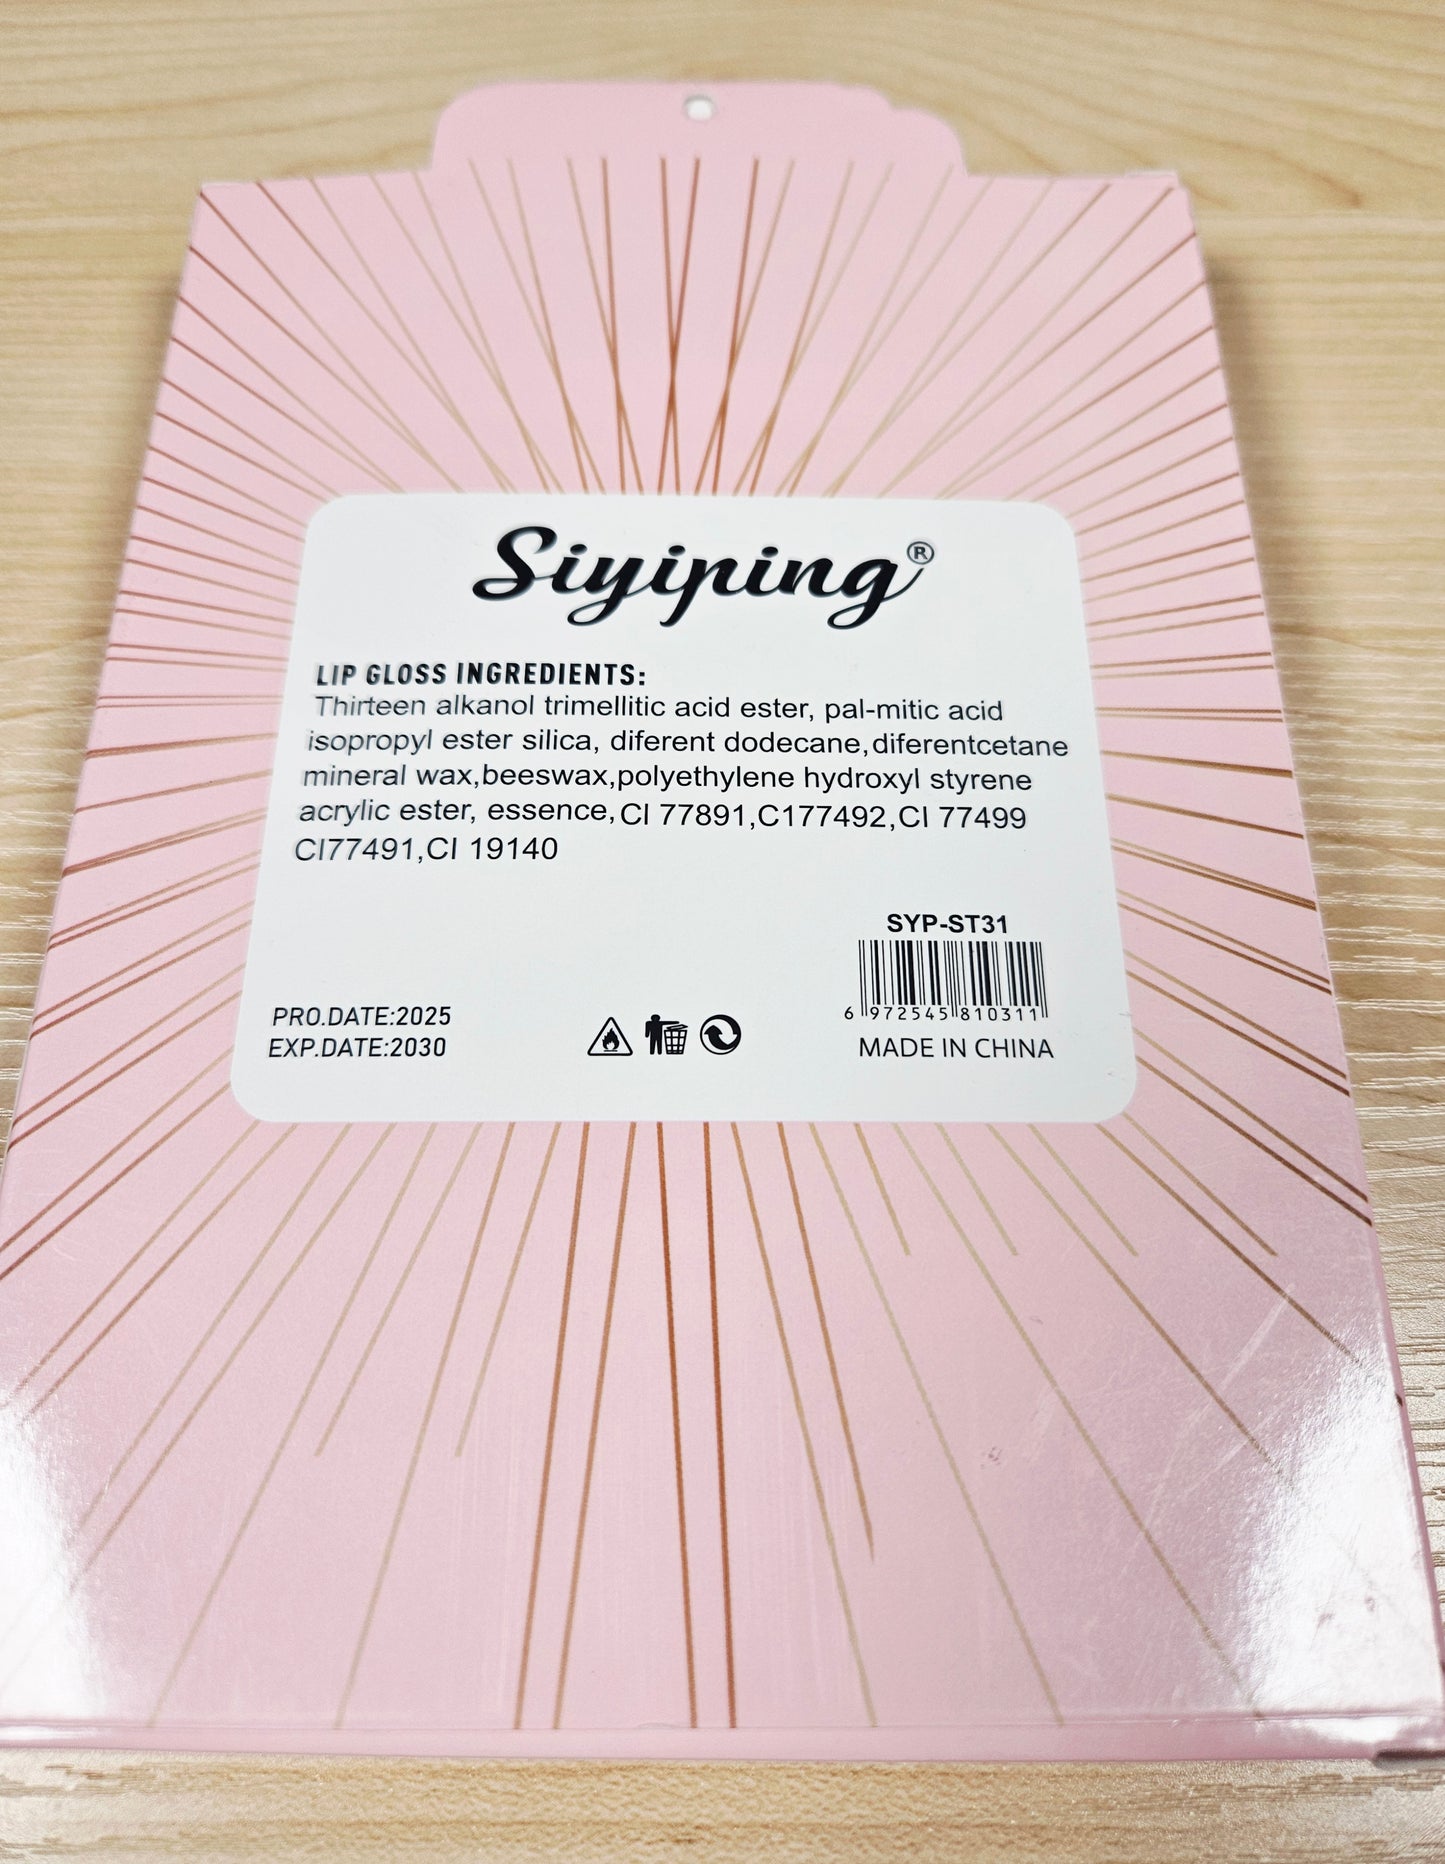 Siyiping®
LIP GLOSS INGREDIENTS:
Thirteen alkanol trimellitic acid ester, pal-mitic acid
isopropyl ester silica, diferent dodecane,diferentcetane
mineral wax,beeswax,polyethylene hydroxyl styrene
acrylic ester, essence,CI 77891,C177492,CI 77499
CI77491,CI 19140
SYP-ST31
6 972545 810311
PRO.DATE:2025
EXP.DATE:2030
MADE IN CHINA